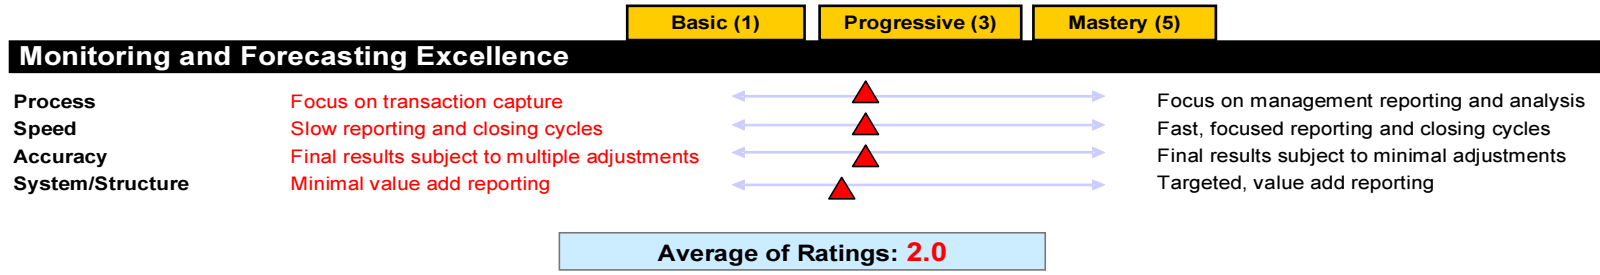 Basic (1) Progressive (3) Mastery (5)
Monitoring and Forecasting Excellence
Process Focus on transaction capture Focus on management reporting and analysis
Speed Slow reporting and closing cycles Fast, focused reporting and closing cycles
Accuracy Final results subject to multiple adjustments Final results subject to minimal adjustments
System/Structure Minimal value add reporting Targeted, value add reporting
Average of Ratings: 2.0